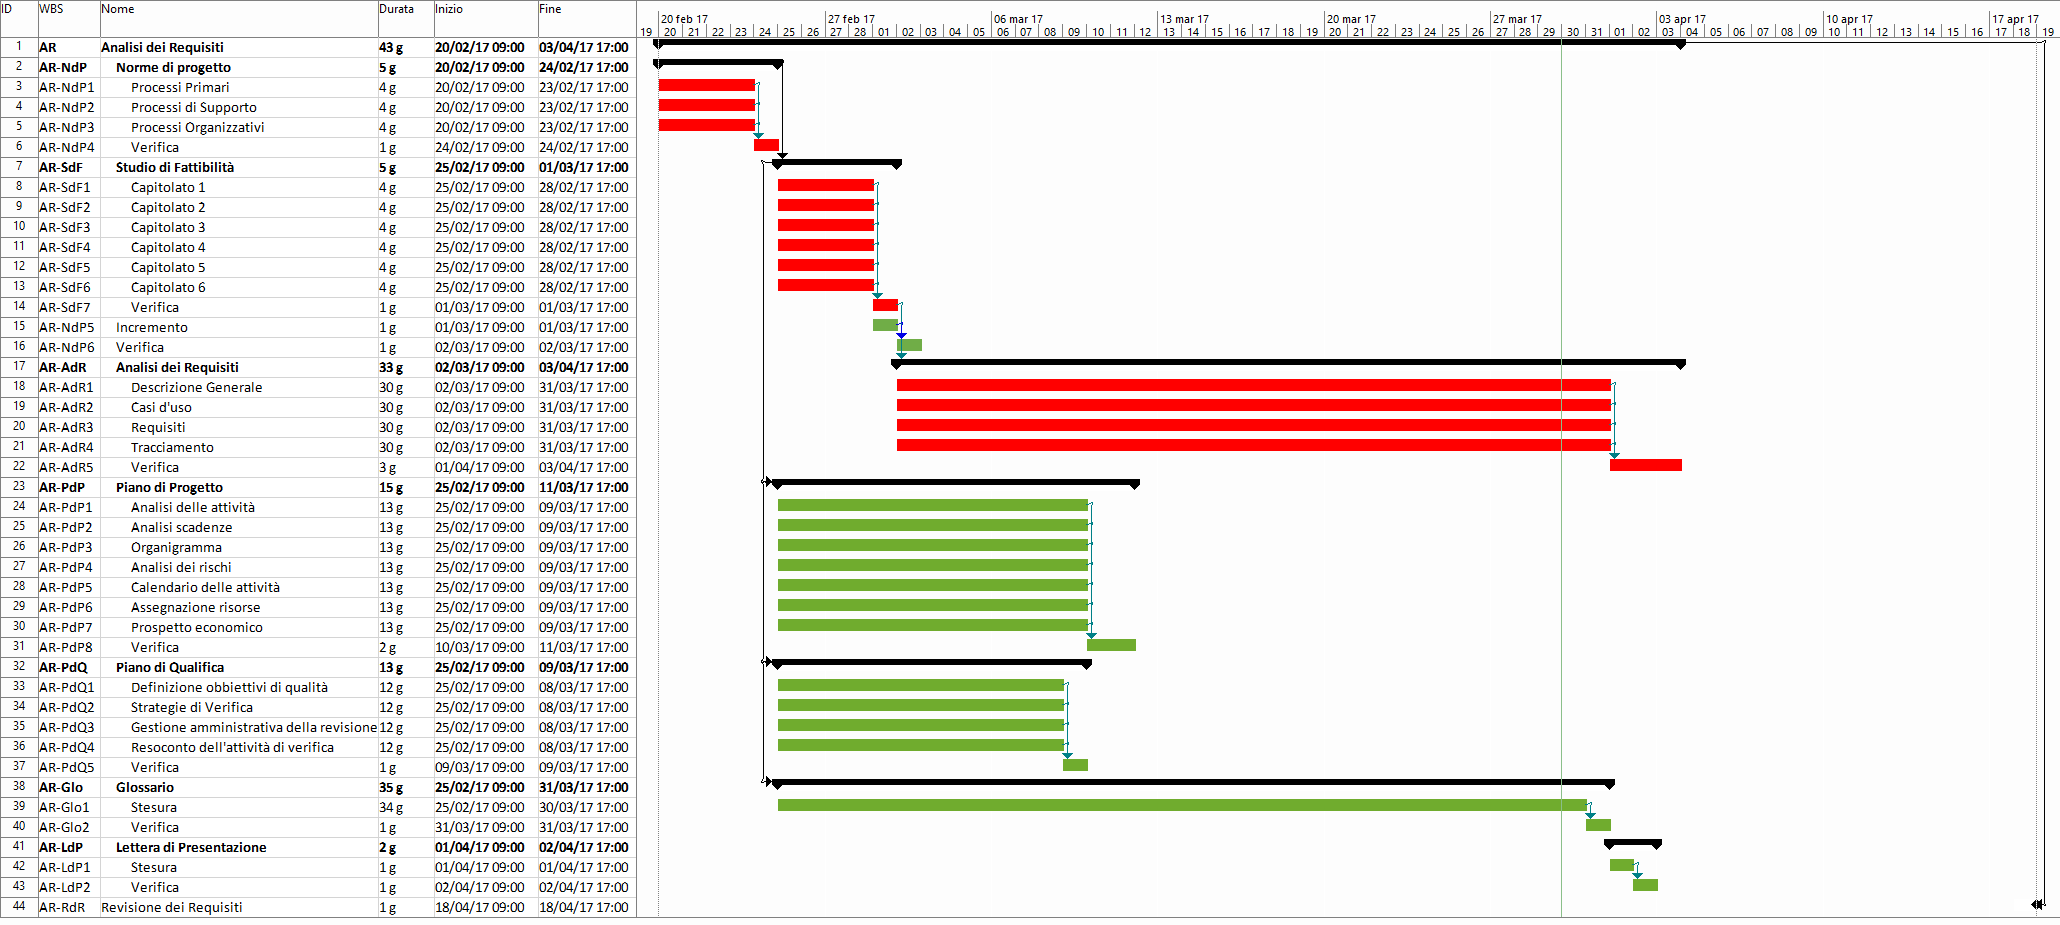 ID WBS Nome Durata Inizio Fine
20 feb 17 27 feb 17 06 mar 17 13 mar 17 20 mar 17 27 mar 17 03 apr 17 10 apr 17 17 apr 17
19 20 21 22 23 24 25 26 27 28 01 02 03 04 05 06 07 08 09 10 11 12 13 14 15 16 17 18 19 20 21 22 23 24 25 26 27 28 29 30 31 01 02 03 04 05 06 07 08 09 10 11 12 13 14 15 16 17 18 19
1 AR Analisi dei Requisiti 43 g 20/02/17 09:00 03/04/17 17:00
2 AR-NdP Norme di progetto 5 g 20/02/17 09:00 24/02/17 17:00
3 AR-NdP1 Processi Primari 4 g 20/02/17 09:00 23/02/17 17:00
4 AR-NdP2 Processi di Supporto 4 g 20/02/17 09:00 23/02/17 17:00
5 AR-NdP3 Processi Organizzativi 4 g 20/02/17 09:00 23/02/17 17:00
6 AR-NdP4 Verifica 1 g 24/02/17 09:00 24/02/17 17:00
7 AR-SdF Studio di Fattibilità 5 g 25/02/17 09:00 01/03/17 17:00
8 AR-SdF1 Capitolato 1 4 g 25/02/17 09:00 28/02/17 17:00
9 AR-SdF2 Capitolato 2 4 g 25/02/17 09:00 28/02/17 17:00
10 AR-SdF3 Capitolato 3 4 g 25/02/17 09:00 28/02/17 17:00
11 AR-SdF4 Capitolato 4 4 g 25/02/17 09:00 28/02/17 17:00
12 AR-SdF5 Capitolato 5 4 g 25/02/17 09:00 28/02/17 17:00
13 AR-SdF6 Capitolato 6 4 g 25/02/17 09:00 28/02/17 17:00
14 AR-SdF7 Verifica 1 g 01/03/17 09:00 01/03/17 17:00
15 AR-NdP5 Incremento 1 g 01/03/17 09:00 01/03/17 17:00
16 AR-NdP6 Verifica 1 g 02/03/17 09:00 02/03/17 17:00
17 AR-AdR Analisi dei Requisiti 33 g 02/03/17 09:00 03/04/17 17:00
18 AR-AdR1 Descrizione Generale 30 g 02/03/17 09:00 31/03/17 17:00
19 AR-AdR2 Casi d'uso 30 g 02/03/17 09:00 31/03/17 17:00
20 AR-AdR3 Requisiti 30 g 02/03/17 09:00 31/03/17 17:00
21 AR-AdR4 Tracciamento 30 g 02/03/17 09:00 31/03/17 17:00
22 AR-AdR5 Verifica 3 g 01/04/17 09:00 03/04/17 17:00
23 AR-PdP Piano di Progetto 15 g 25/02/17 09:00 11/03/17 17:00
24 AR-PdP1 Analisi delle attività 13 g 25/02/17 09:00 09/03/17 17:00
25 AR-PdP2 Analisi scadenze 13 g 25/02/17 09:00 09/03/17 17:00
26 AR-PdP3 Organigramma 13 g 25/02/17 09:00 09/03/17 17:00
27 AR-PdP4 Analisi dei rischi 13 g 25/02/17 09:00 09/03/17 17:00
28 AR-PdP5 Calendario delle attività 13 g 25/02/17 09:00 09/03/17 17:00
29 AR-PdP6 Assegnazione risorse 13 g 25/02/17 09:00 09/03/17 17:00
30 AR-PdP7 Prospetto economico 13 g 25/02/17 09:00 09/03/17 17:00
31 AR-PdP8 Verifica 2 g 10/03/17 09:00 11/03/17 17:00
32 AR-PdQ Piano di Qualifica 13 g 25/02/17 09:00 09/03/17 17:00
33 AR-PdQ1 Definizione obbiettivi di qualità 12 g 25/02/17 09:00 08/03/17 17:00
34 AR-PdQ2 Strategie di Verifica 12 g 25/02/17 09:00 08/03/17 17:00
35 AR-PdQ3 Gestione amministrativa della revisione 12 g 25/02/17 09:00 08/03/17 17:00
36 AR-PdQ4 Resoconto dell'attività di verifica 12 g 25/02/17 09:00 08/03/17 17:00
37 AR-PdQ5 Verifica 1 g 09/03/17 09:00 09/03/17 17:00
38 AR-Glo Glossario 35 g 25/02/17 09:00 31/03/17 17:00
39 AR-Glo1 Stesura 34 g 25/02/17 09:00 30/03/17 17:00
40 AR-Glo2 Verifica 1 g 31/03/17 09:00 31/03/17 17:00
41 AR-LdP Lettera di Presentazione 2 g 01/04/17 09:00 02/04/17 17:00
42 AR-LdP1 Stesura 1 g 01/04/17 09:00 01/04/17 17:00
43 AR-LdP2 Verifica 1 g 02/04/17 09:00 02/04/17 17:00
44 AR-RdR Revisione dei Requisiti 1 g 18/04/17 09:00 18/04/17 17:00